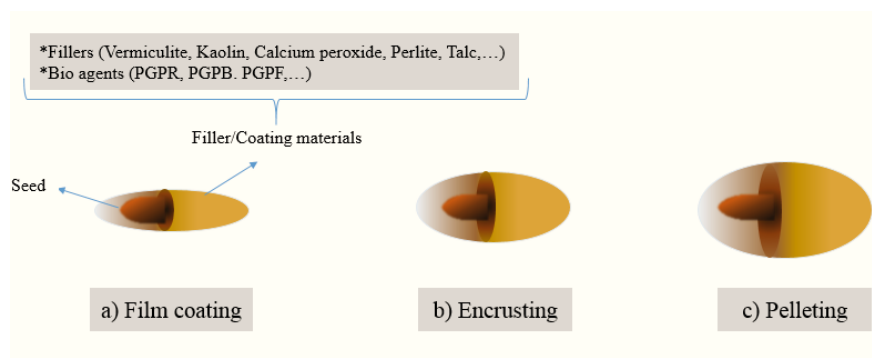 *Fillers (Vermiculite, Kaolin, Calcium peroxide, Perlite, Talc,…)
*Bio agents (PGPR, PGPB. PGPF,…)
Filler/Coating materials
Seed
a) Film coating
b) Encrusting
c) Pelleting